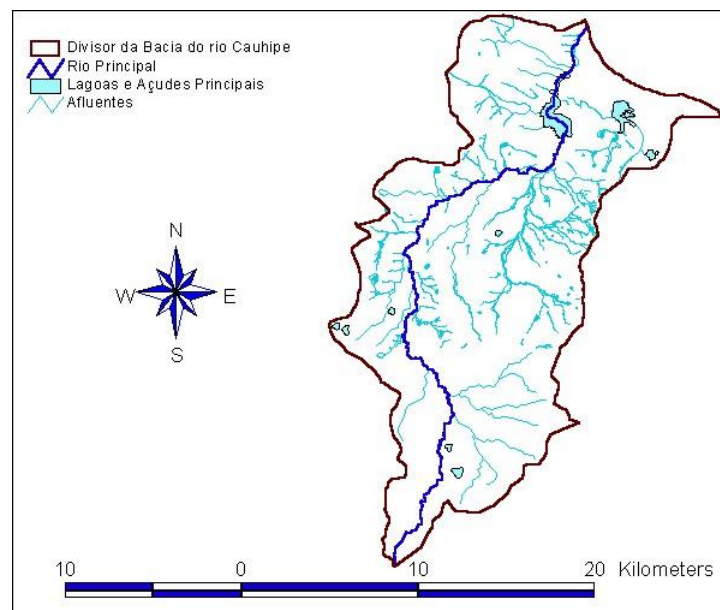 Divisor da Bacia do rio Cauhipe
Rio Principal
Lagoas e Açudes Principais
Afluentes
N
W E
S
10 0 10 20 Kilometers